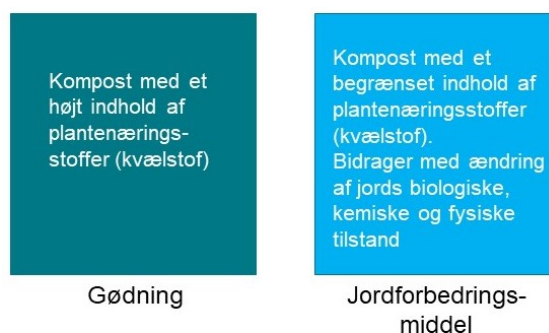 Kompost med et
højt indhold af
plantenærings-
stoffer (kvælstof)
Gødning
Kompost med et
begrænset indhold af
plantenæringsstoffer
(kvælstof).
Bidrager med ændring
af jords biologiske,
kemiske og fysiske
tilstand
Jordforbedrings-
middel